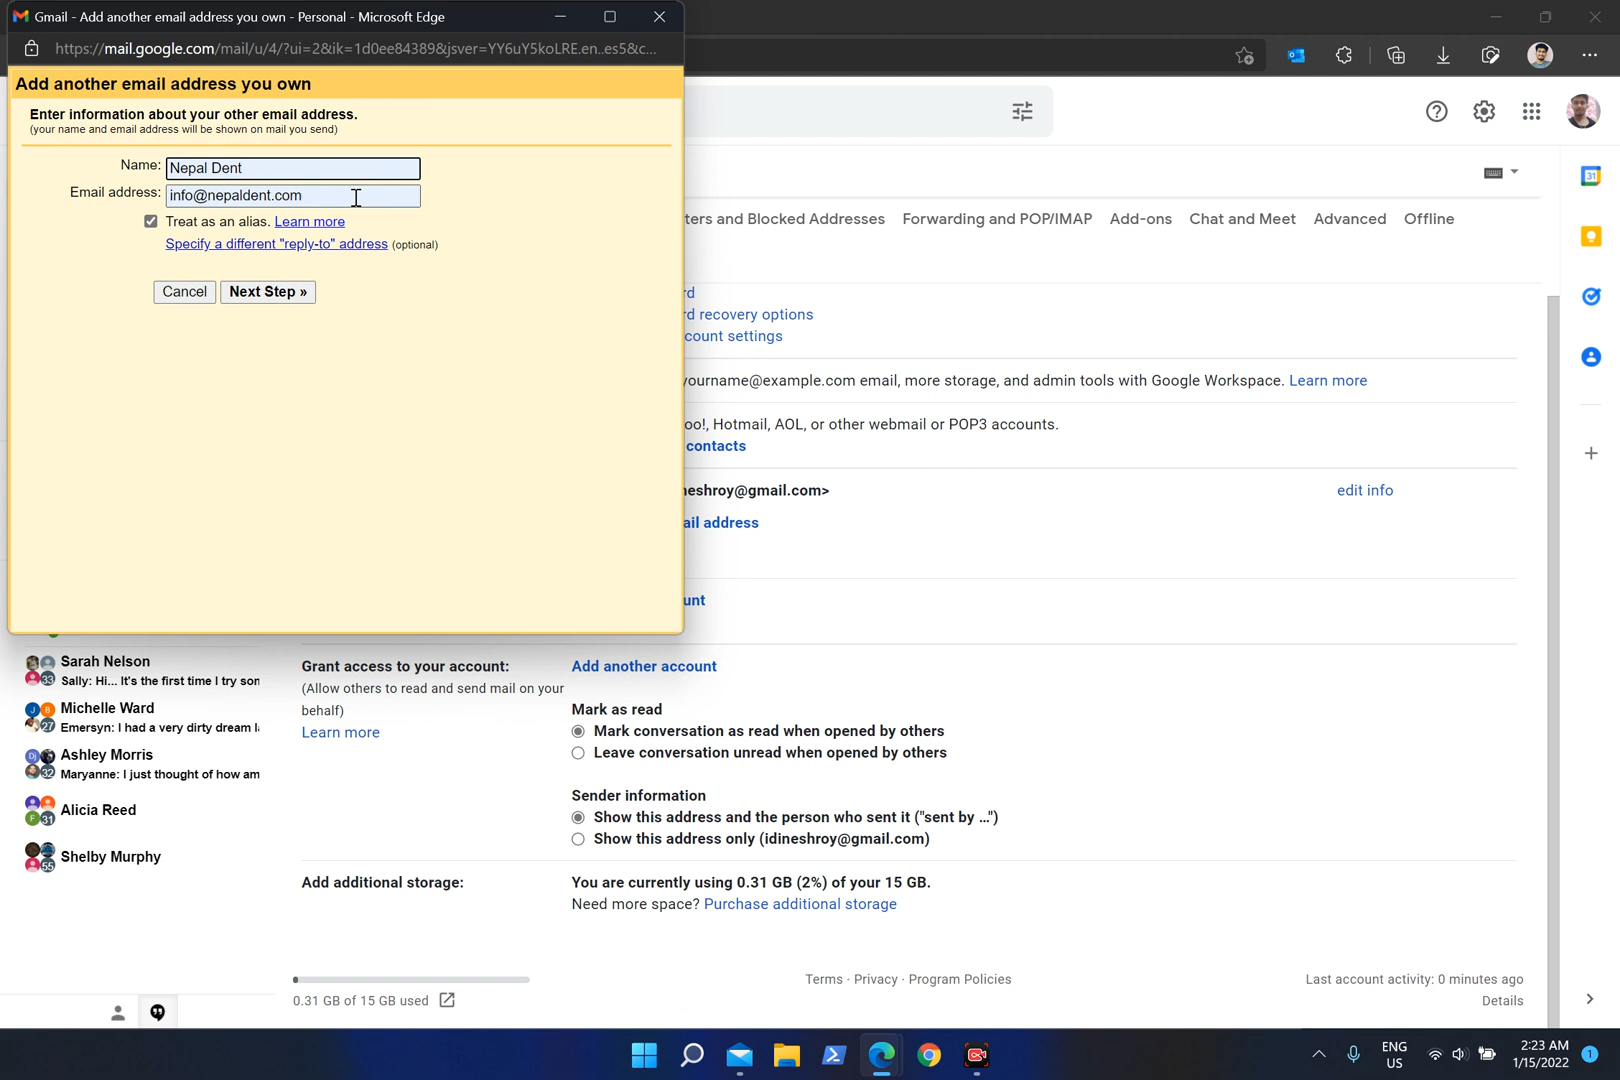 Gmail - Add another email address you own - Personal - Microsoft Edge
https://mail.google.com/mail/u/4/?ui=2&ik=1d0ee84389&jsver=YY6uY5koLRE.en..es5&c...
Add another email address you own
Enter information about your other email address.
(your name and email address will be shown on mail you send)
Name: Nepal Dent
Email address: info@nepaldent.com
Treat as an alias. Learn more
Specify a different "reply-to" address (optional)
Cancel Next Step »
ters and Blocked Addresses Forwarding and POP/IMAP Add-ons Chat and Meet Advanced Offline
rd
rd recovery options
count settings
yourname@example.com email, more storage, and admin tools with Google Workspace. Learn more
oo!, Hotmail, AOL, or other webmail or POP3 accounts.
contacts
neshroy@gmail.com> edit info
ail address
unt
Sarah Nelson
33 Sally: Hi... It's the first time I try son
Michelle Ward
27 Emersyn: I had a very dirty dream la
Ashley Morris
32 Maryanne: I just thought of how am
Alicia Reed
F 31
Shelby Murphy
55
Grant access to your account:
(Allow others to read and send mail on your
behalf)
Learn more
Add another account
Mark as read
Mark conversation as read when opened by others
Leave conversation unread when opened by others
Sender information
Show this address and the person who sent it ("sent by ...")
Show this address only (idineshroy@gmail.com)
Add additional storage:
You are currently using 0.31 GB (2%) of your 15 GB.
Need more space? Purchase additional storage
0.31 GB of 15 GB used
Terms · Privacy · Program Policies
Last account activity: 0 minutes ago
Details
31
ENG
US
2:23 AM
1/15/2022
1